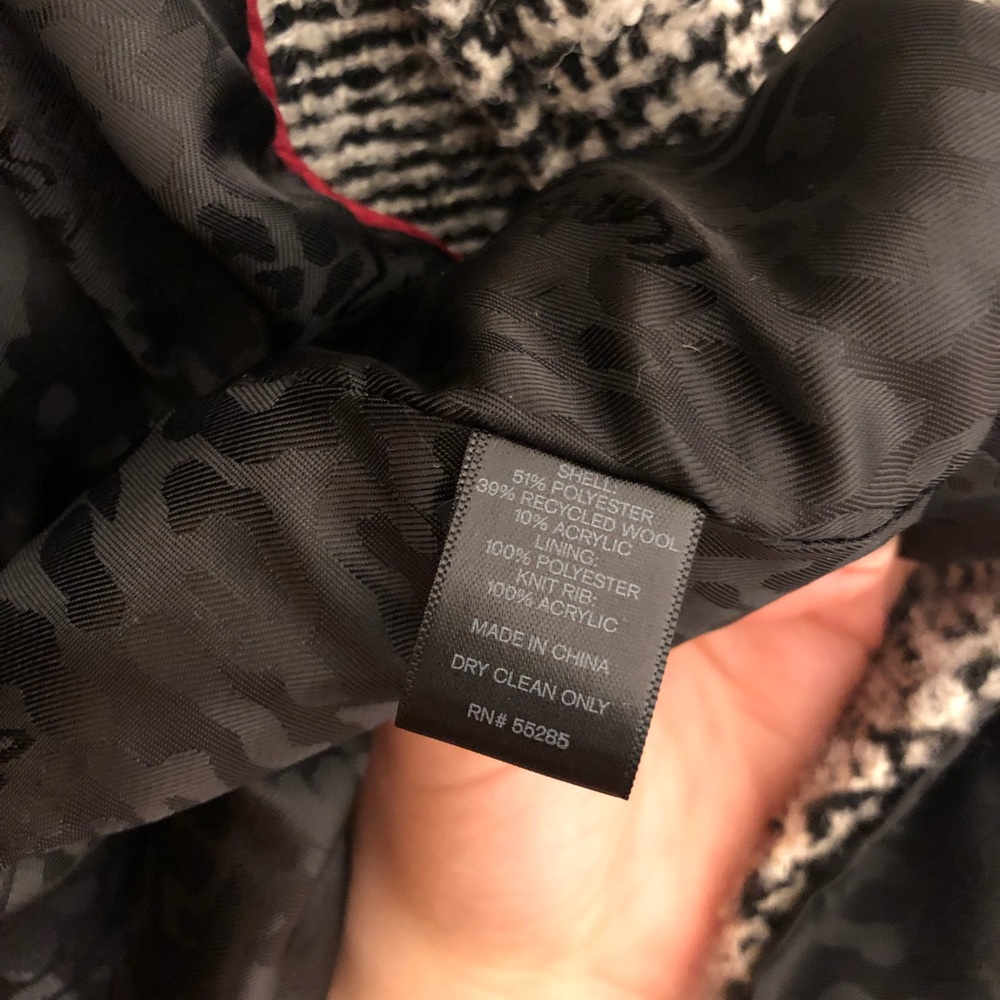 SHELL:
51% POLYESTER
39% RECYCLED WOOL
10% ACRYLIC
LINING:
100% POLYESTER
KNIT RIB:
100% ACRYLIC
MADE IN CHINA
DRY CLEAN ONLY
RN# 55285